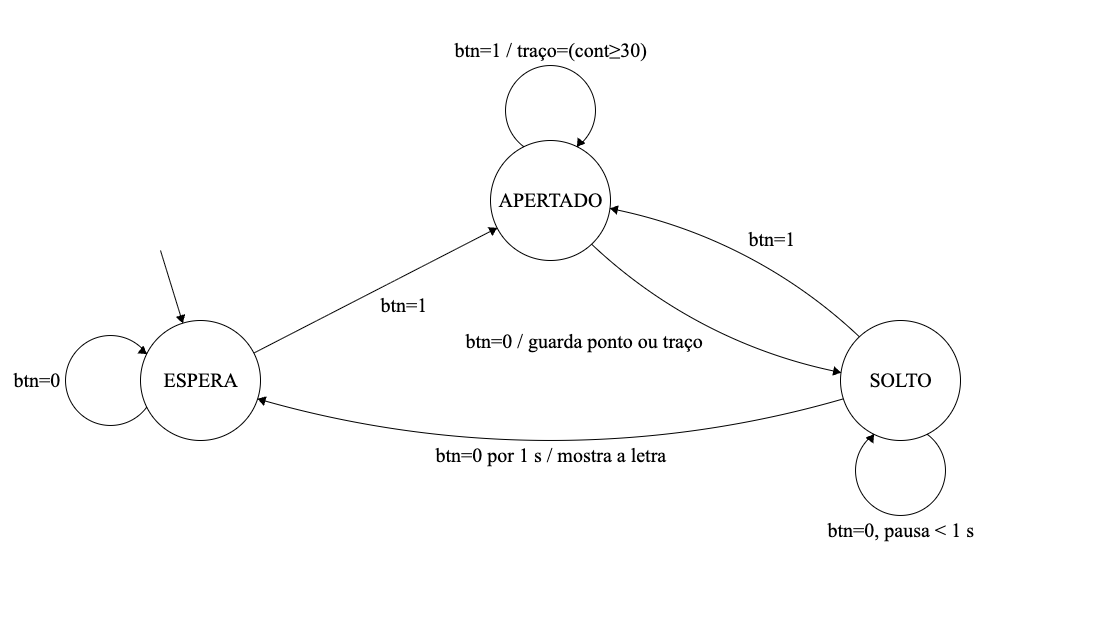 btn=1 / traço=(cont≥30)
APERTADO
btn=1
btn=1
btn=0 / guarda ponto ou traço
btn=0
ESPERA
SOLTO
btn=0 por 1 s / mostra a letra
btn=0, pausa < 1 s